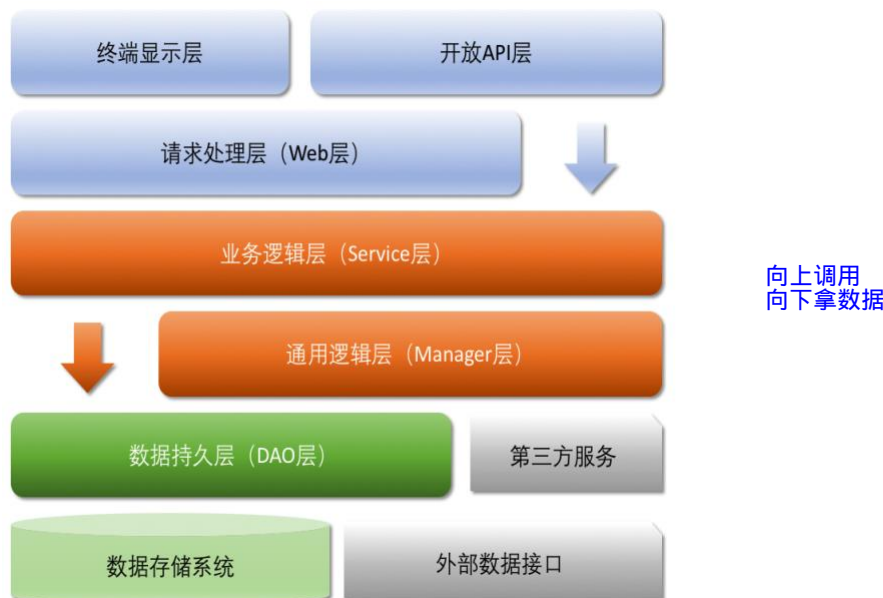 终端显示层
开放API层
请求处理层（Web层）
业务逻辑层（Service层）
向上调用
向下拿数据
通用逻辑层（Manager层）
数据持久层（DAO层）
第三方服务
数据存储系统
外部数据接口